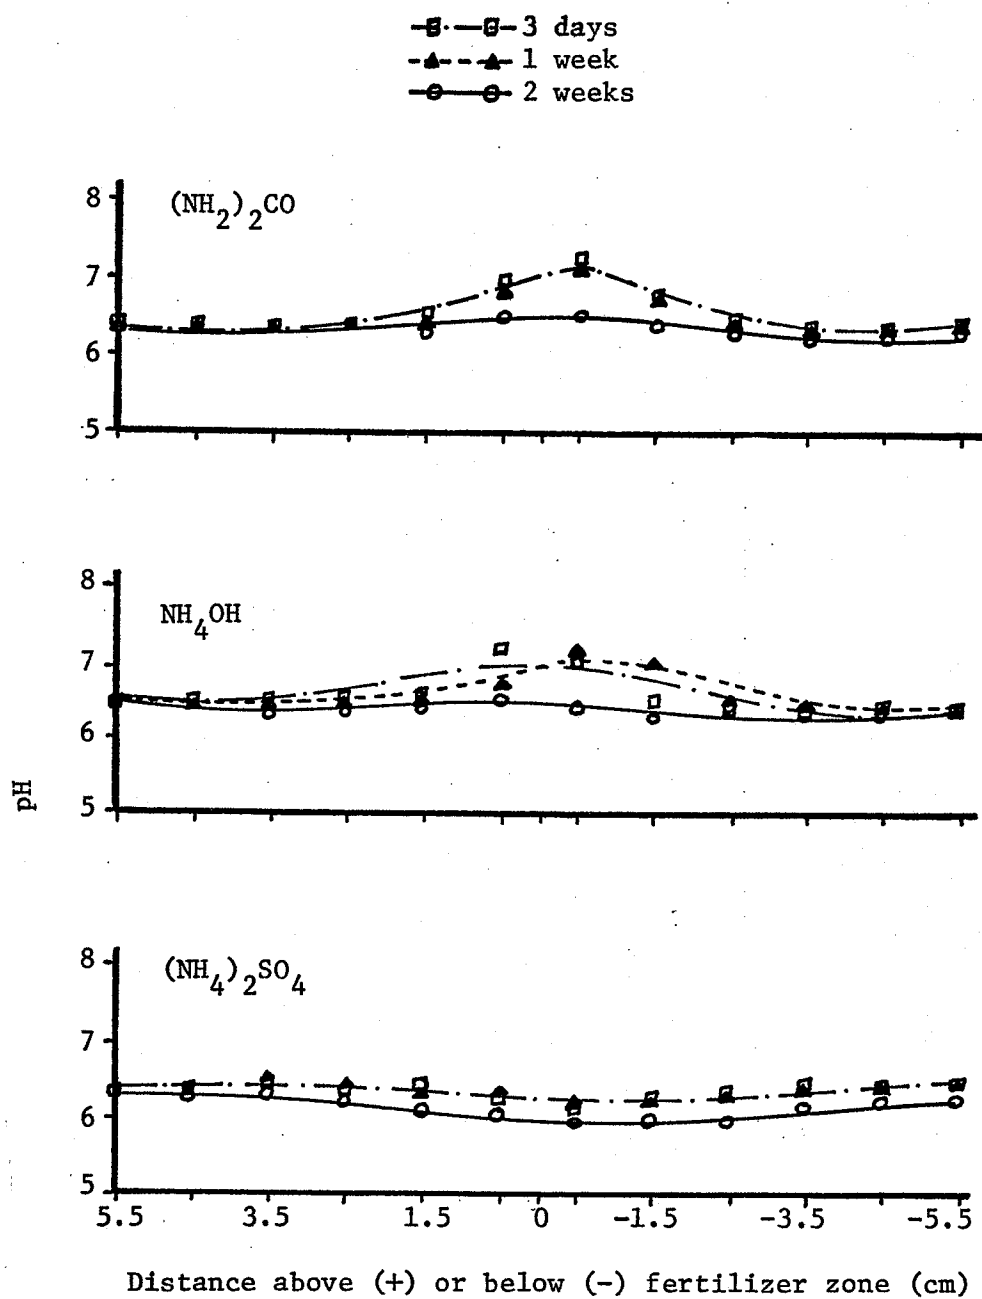 3 days
1 week
2 weeks
8
(NH2)2CO
7
6
5
8
NH4OH
7
6
5
pH
8
(NH4)2SO4
7
6
5
5.5 3.5 1.5 0 -1.5 -3.5 -5.5
Distance above (+) or below (-) fertilizer zone (cm)